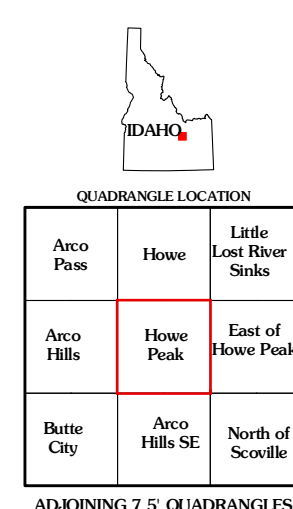 IDAHO
QUADRANGLE LOCATION
Arco
Pass
Howe
Little
Lost River
Sinks
Arco
Hills
Howe
Peak
East of
Howe Peak
Butte
City
Arco
Hills SE
North of
Scoville
ADJOINING 7.5' QUADRANGLES